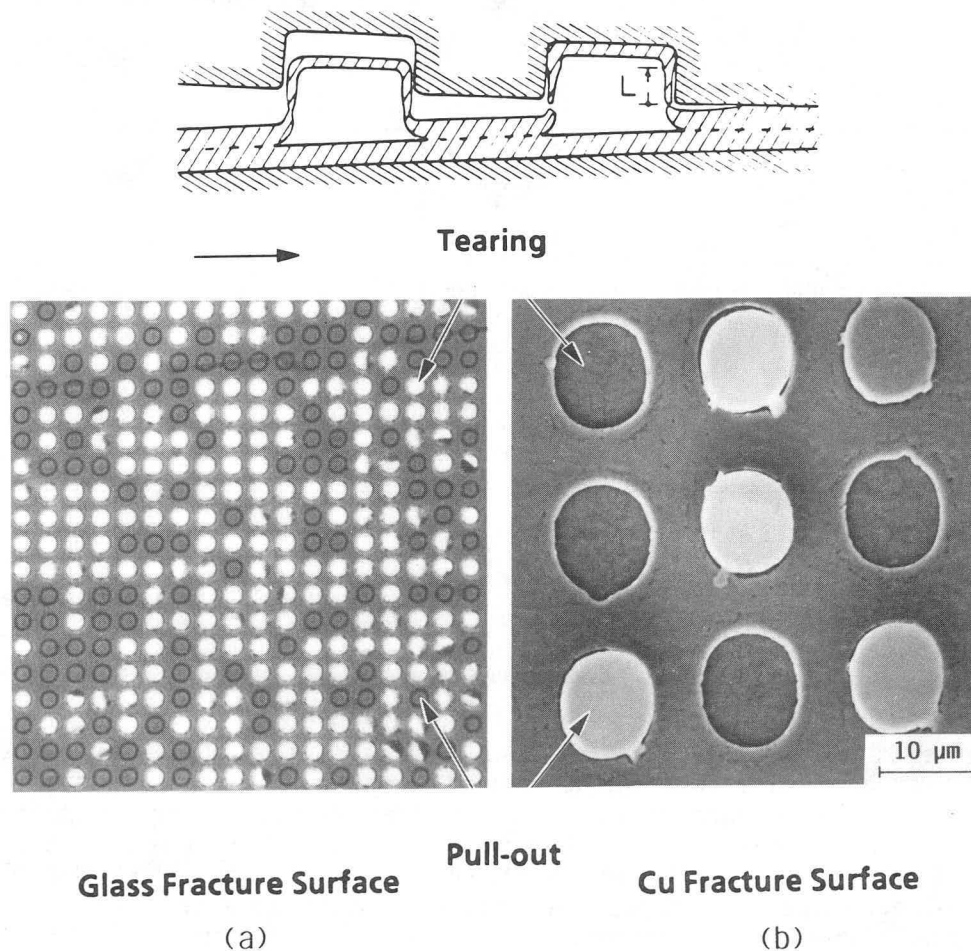 L
Tearing
10 µm
Pull-out
Glass Fracture Surface
Cu Fracture Surface
(a)
(b)